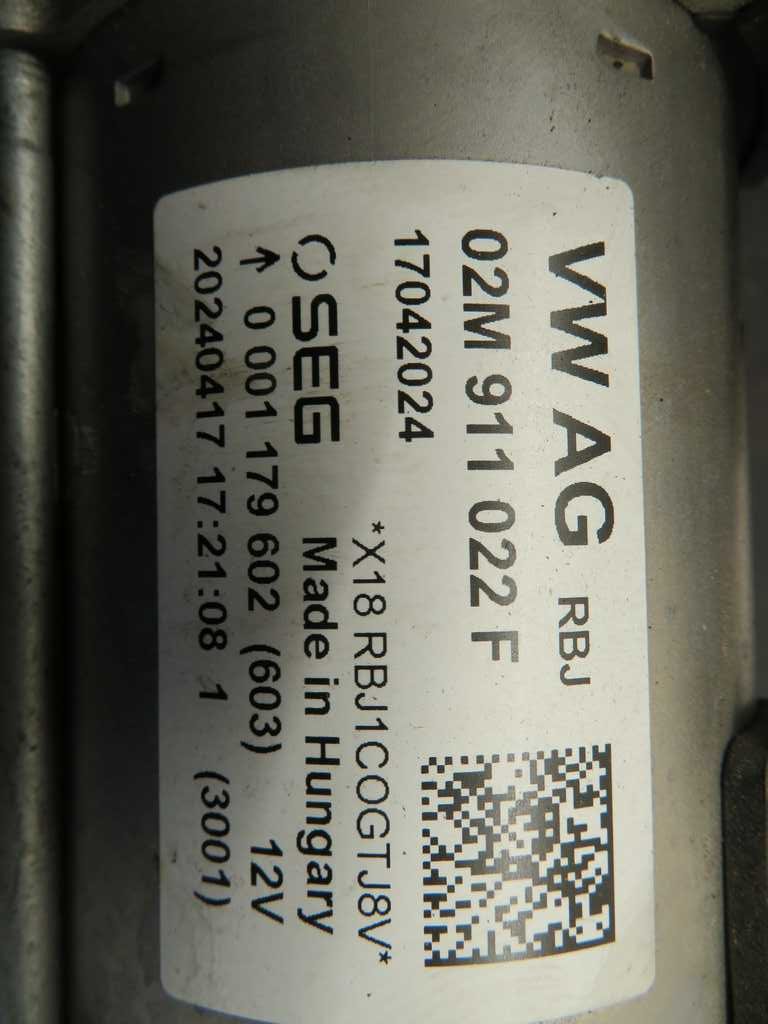 VW AG RBJ
02M 911 022 F
17042024
*X18 RBJ1COGTJ8V*
SEG Made in Hungary
0 001 179 602 (603) 12V
20240417 17:21:08 1 (3001)